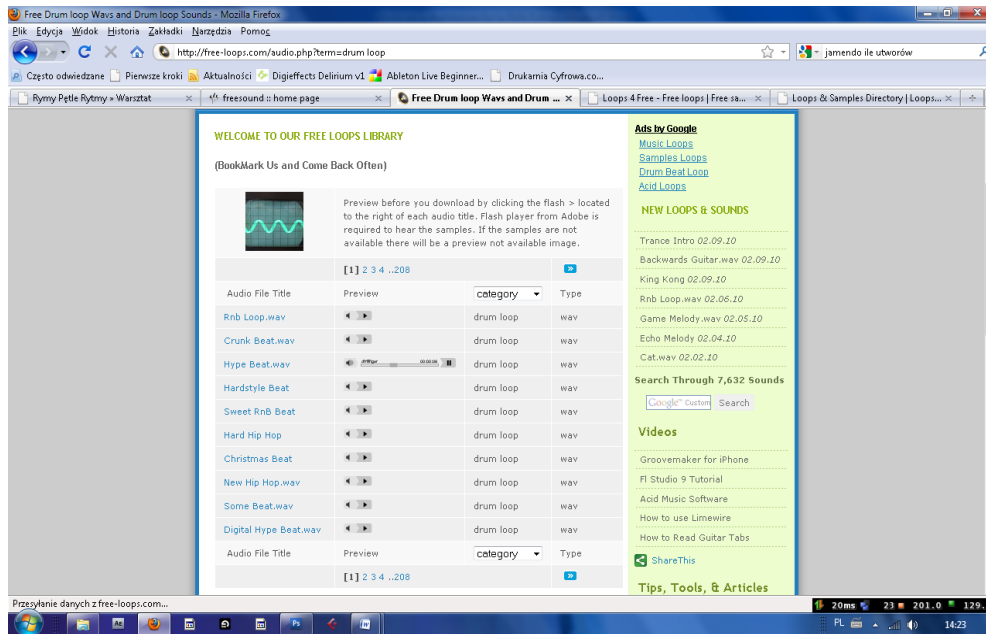 Free Drum loop Wavs and Drum loop Sounds - Mozilla Firefox
Plik Edycja Widok Historia Zakładki Narzędzia Pomoc
http://free-loops.com/audio.php?term=drum loop
jamendo ile utworów
Często odwiedzane Pierwsze kroki Aktualności Digieffects Delirium v1 Ableton Live Beginner... Drukarnia Cyfrowa.co...
Rymy Pętle Rytmy » Warsztat freesound :: home page Free Drum loop Wavs and Drum ... Loops 4 Free - Free loops | Free sa... Loops & Samples Directory | Loops...
WELCOME TO OUR FREE LOOPS LIBRARY
(BookMark Us and Come Back Often)
Preview before you download by clicking the flash > located
to the right of each audio title. Flash player from Adobe is
required to hear the samples. If the samples are not
available there will be a preview not available image.
[1] 2 3 4 ..208
Audio File Title Preview category Type
Rnb Loop.wav drum loop wav
Crunk Beat.wav drum loop wav
Hype Beat.wav drum loop wav
Hardstyle Beat drum loop wav
Sweet RnB Beat drum loop wav
Hard Hip Hop drum loop wav
Christmas Beat drum loop wav
New Hip Hop.wav drum loop wav
Some Beat.wav drum loop wav
Digital Hype Beat.wav drum loop wav
Audio File Title Preview category Type
[1] 2 3 4 ..208
Ads by Google
Music Loops
Samples Loops
Drum Beat Loop
Acid Loops
NEW LOOPS & SOUNDS
Trance Intro 02.09.10
Backwards Guitar.wav 02.09.10
King Kong 02.09.10
Rnb Loop.wav 02.06.10
Game Melody.wav 02.05.10
Echo Melody 02.04.10
Cat.wav 02.02.10
Search Through 7,632 Sounds
Google™ Custom Search
Videos
Groovemaker for iPhone
Fl Studio 9 Tutorial
Acid Music Software
How to use Limewire
How to Read Guitar Tabs
ShareThis
Tips, Tools, & Articles
Przesyłanie danych z free-loops.com...
20ms 23 201.0 129.
Ae Ps PL 14:23